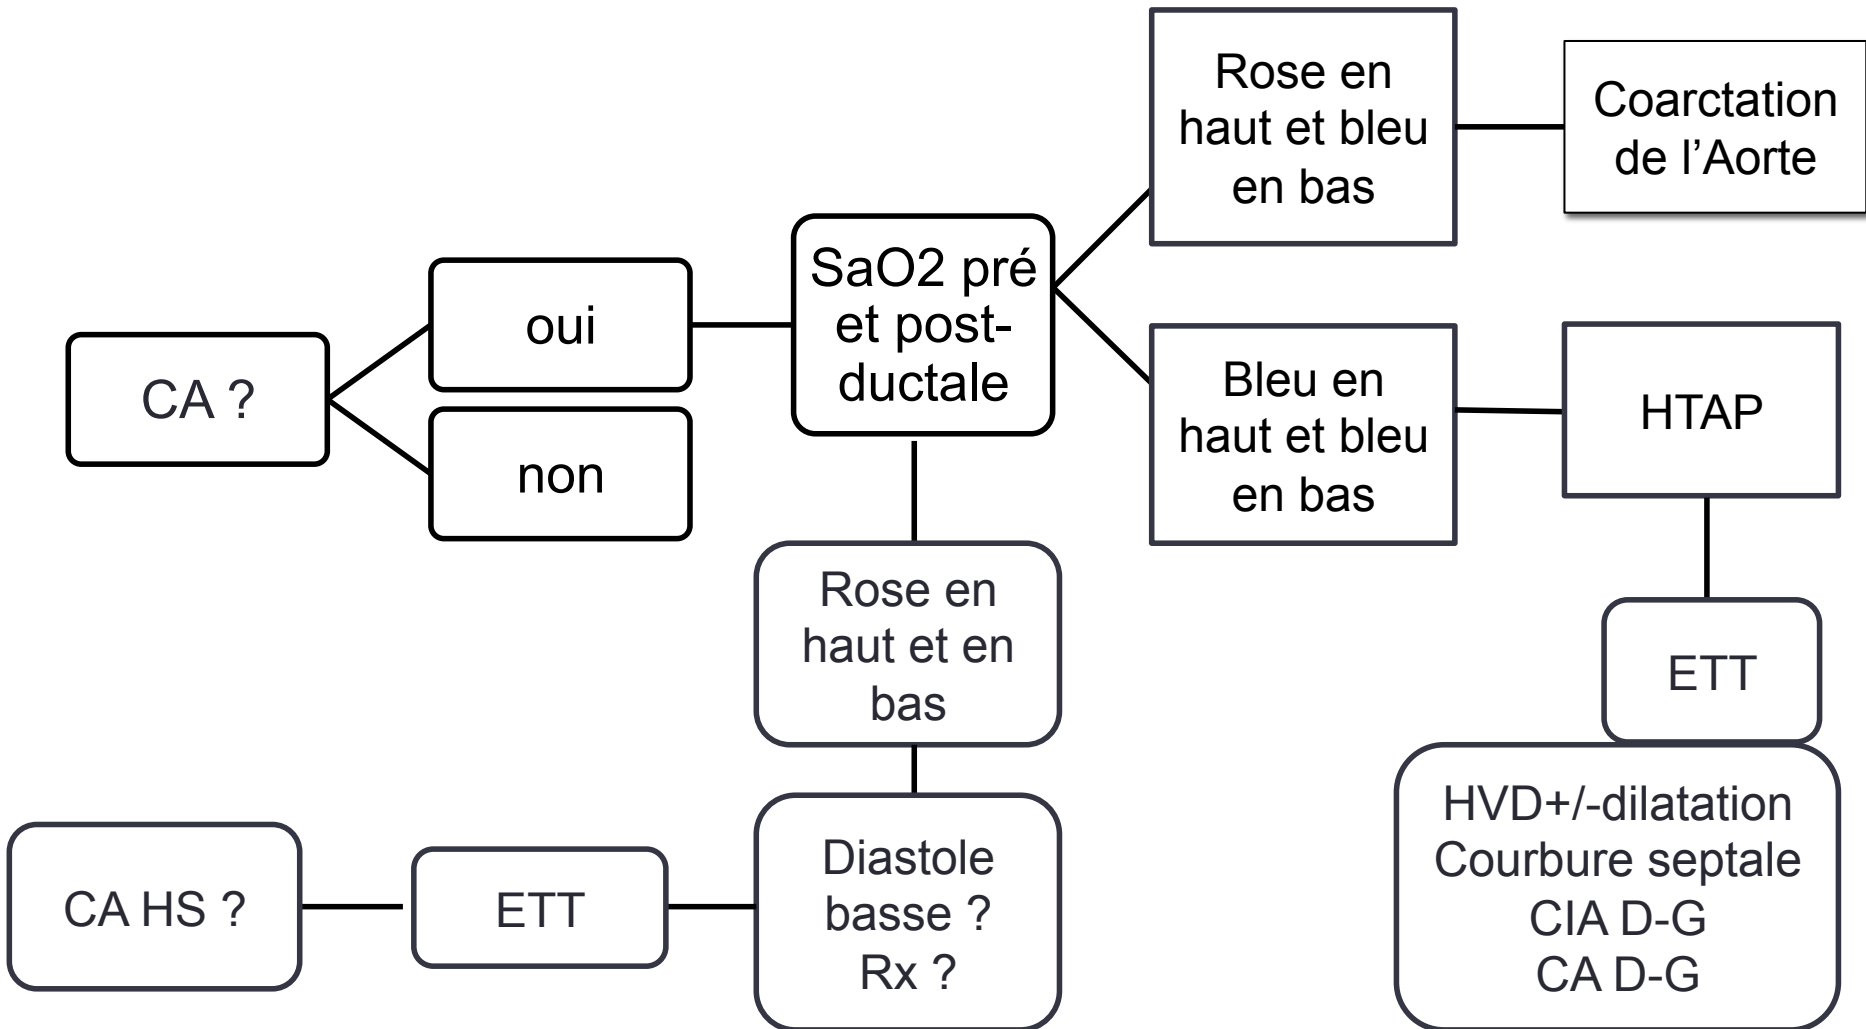 CA ?
oui
non
SaO2 pré
et post-
ductale
Rose en
haut et bleu
en bas
Coarctation
de l’Aorte
Bleu en
haut et bleu
en bas
HTAP
ETT
HVD+/-dilatation
Courbure septale
CIA D-G
CA D-G
Rose en
haut et en
bas
Diastole
basse ?
Rx ?
ETT
CA HS ?